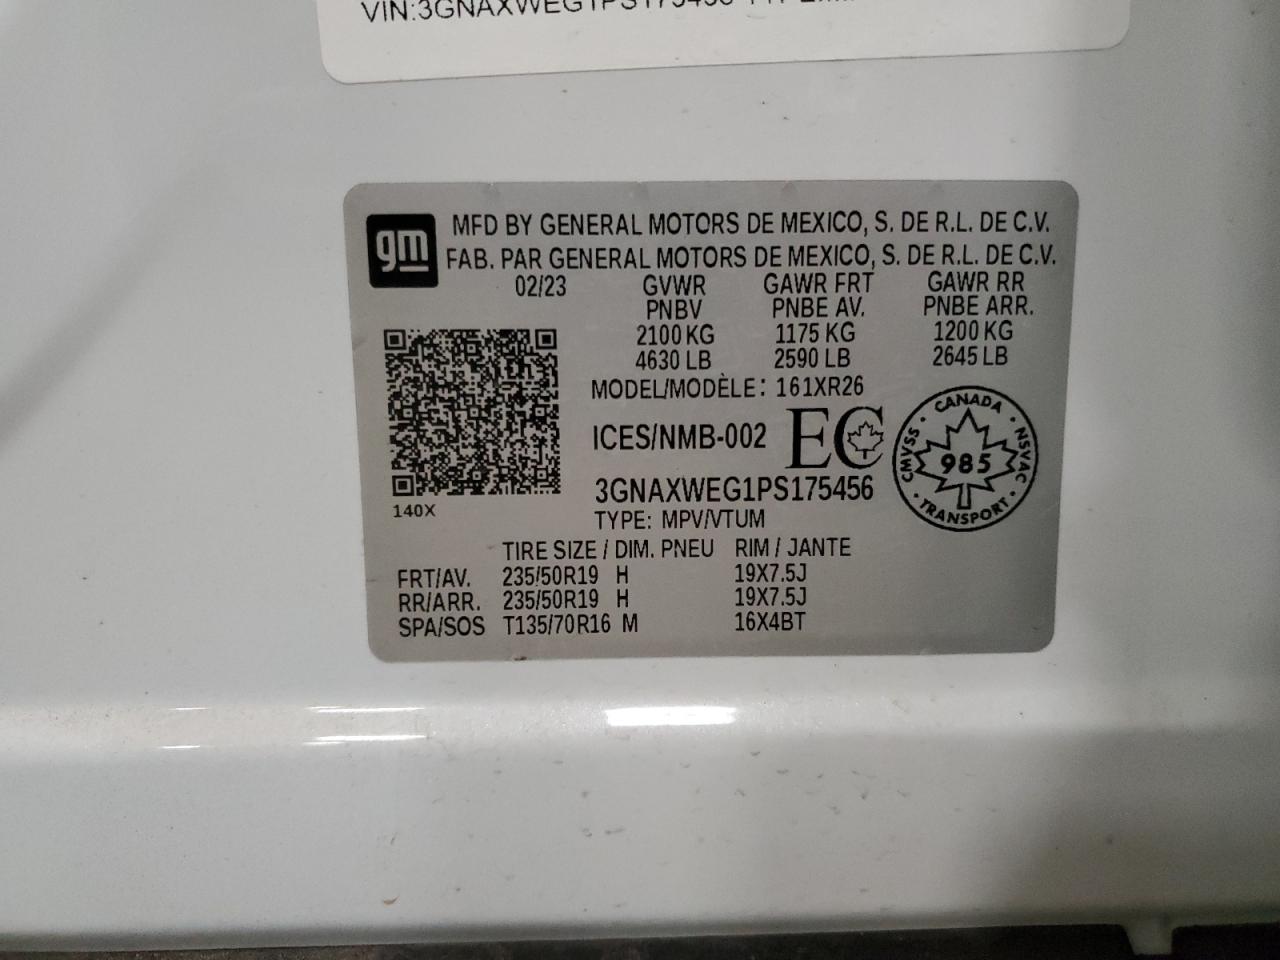 VIN:3GNAXWEG1PS175456
gm
MFD BY GENERAL MOTORS DE MEXICO, S. DE R.L. DE C.V.
FAB. PAR GENERAL MOTORS DE MEXICO, S. DE R.L. DE C.V.
02/23 GVWR GAWR FRT GAWR RR
PNBV PNBE AV. PNBE ARR.
2100 KG 1175 KG 1200 KG
4630 LB 2590 LB 2645 LB
MODEL/MODÈLE: 161XR26
ICES/NMB-002 EC
CANADA
CMVSS 985 NSVAC
TRANSPORT
3GNAXWEG1PS175456
140X
TYPE: MPV/VTUM
TIRE SIZE / DIM. PNEU RIM / JANTE
FRT/AV. 235/50R19 H 19X7.5J
RR/ARR. 235/50R19 H 19X7.5J
SPA/SOS T135/70R16 M 16X4BT